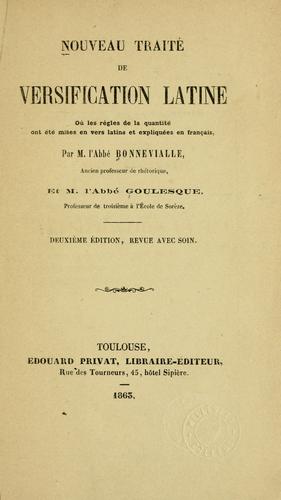 NOUVEAU TRAITÉ
DE
VERSIFICATION LATINE
Où les règles de la quantité
ont été mises en vers latins et expliquées en français,
Par M. l'Abbé BONNEVIALLE,
Ancien professeur de rhétorique,
Et M. l'Abbé GOULESQUE,
Professeur de troisième à l'École de Sorèze.
DEUXIÈME ÉDITION, REVUE AVEC SOIN.
TOULOUSE,
EDOUARD PRIVAT, LIBRAIRE-ÉDITEUR,
Rue des Tourneurs, 45, hôtel Sipière.
1863.